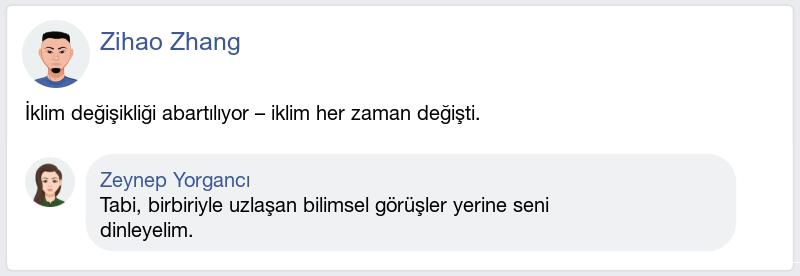 Zihao Zhang
İklim değişikliği abartılıyor – iklim her zaman değişti.
Zeynep Yorgancı
Tabi, birbiriyle uzlaşan bilimsel görüşler yerine seni
dinleyelim.